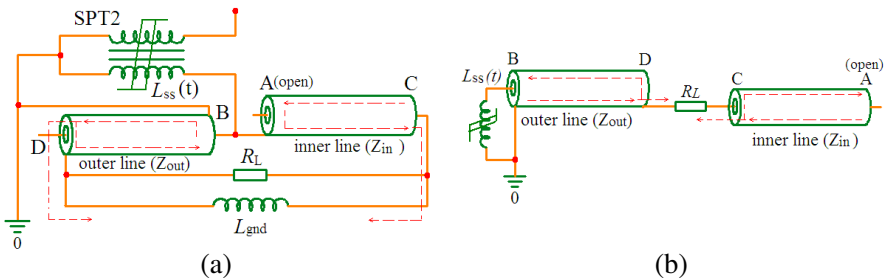 SPT2
Lss(t)
A(open)
C
B
D
outer line (Zout)
inner line (Zin )
RL
Lgnd
0
(a)
Lss(t)
B
D
outer line (Zout)
RL
C
(open)
A
inner line (Zin )
0
(b)